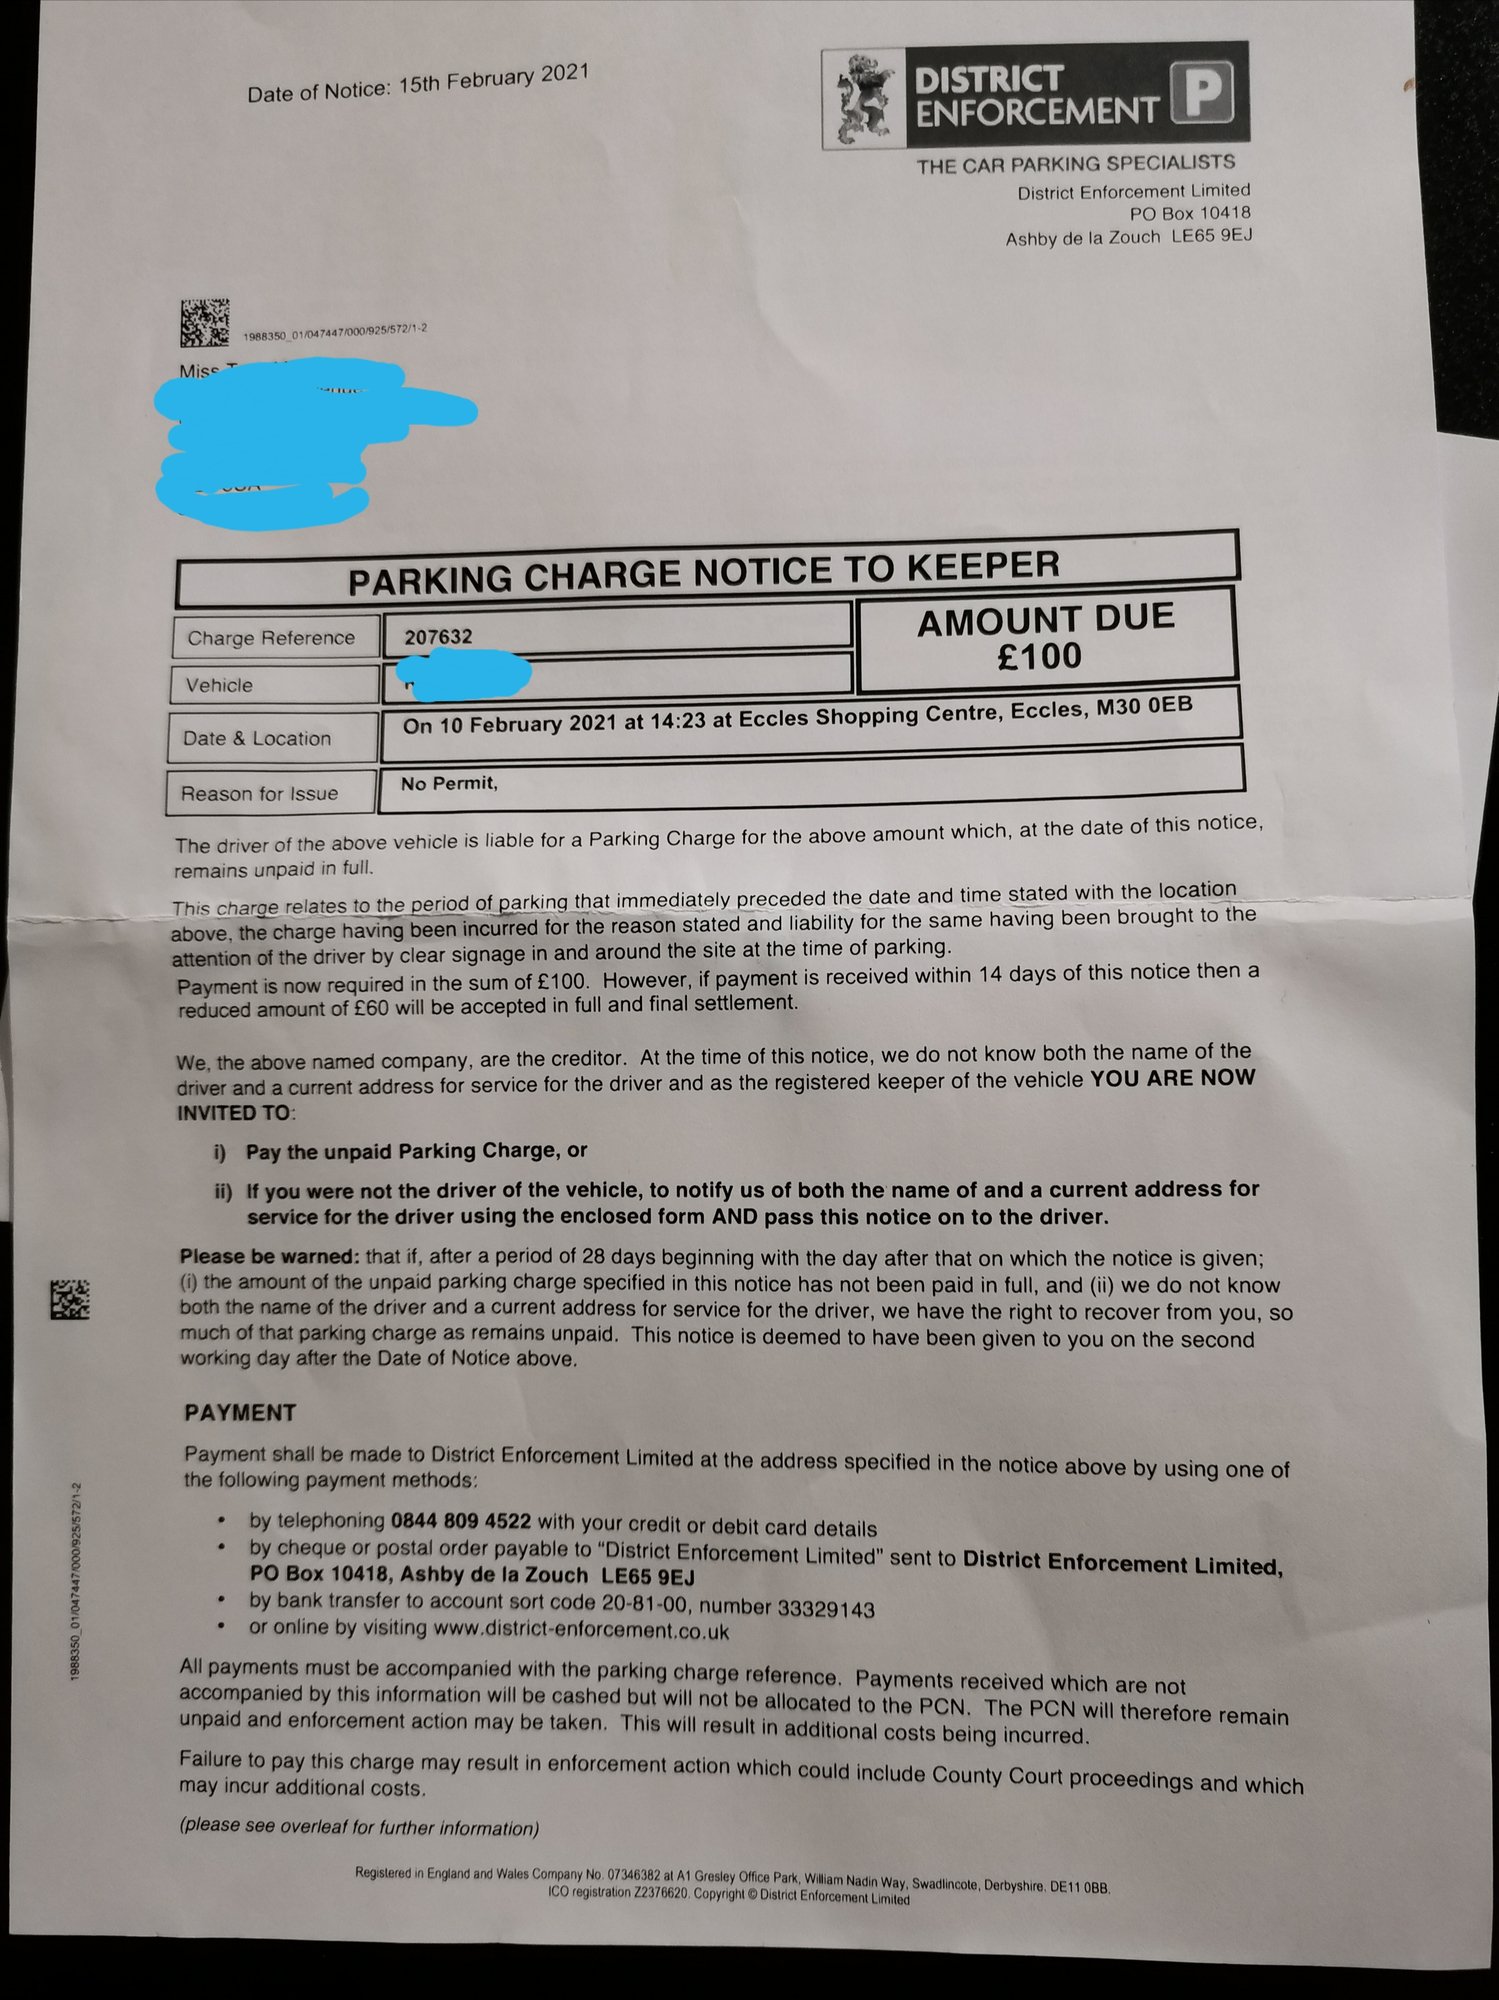 Date of Notice: 15th February 2021
DISTRICT
ENFORCEMENT P
THE CAR PARKING SPECIALISTS
District Enforcement Limited
PO Box 10418
Ashby de la Zouch LE65 9EJ
1988350_01/047447/000/925/572/1-2
Miss
PARKING CHARGE NOTICE TO KEEPER
Charge Reference 207632
AMOUNT DUE
£100
Vehicle
Date & Location On 10 February 2021 at 14:23 at Eccles Shopping Centre, Eccles, M30 0EB
Reason for Issue No Permit,
The driver of the above vehicle is liable for a Parking Charge for the above amount which, at the date of this notice,
remains unpaid in full.
This charge relates to the period of parking that immediately preceded the date and time stated with the location
above, the charge having been incurred for the reason stated and liability for the same having been brought to the
attention of the driver by clear signage in and around the site at the time of parking.
Payment is now required in the sum of £100. However, if payment is received within 14 days of this notice then a
reduced amount of £60 will be accepted in full and final settlement.
We, the above named company, are the creditor. At the time of this notice, we do not know both the name of the
driver and a current address for service for the driver and as the registered keeper of the vehicle YOU ARE NOW
INVITED TO:
i) Pay the unpaid Parking Charge, or
ii) If you were not the driver of the vehicle, to notify us of both the name of and a current address for
service for the driver using the enclosed form AND pass this notice on to the driver.
Please be warned: that if, after a period of 28 days beginning with the day after that on which the notice is given;
(i) the amount of the unpaid parking charge specified in this notice has not been paid in full, and (ii) we do not know
both the name of the driver and a current address for service for the driver, we have the right to recover from you, so
much of that parking charge as remains unpaid. This notice is deemed to have been given to you on the second
working day after the Date of Notice above.
PAYMENT
Payment shall be made to District Enforcement Limited at the address specified in the notice above by using one of
the following payment methods:
• by telephoning 0844 809 4522 with your credit or debit card details
• by cheque or postal order payable to “District Enforcement Limited” sent to District Enforcement Limited,
PO Box 10418, Ashby de la Zouch LE65 9EJ
• by bank transfer to account sort code 20-81-00, number 33329143
• or online by visiting www.district-enforcement.co.uk
1988350_01/047447/000/925/572/1-2
All payments must be accompanied with the parking charge reference. Payments received which are not
accompanied by this information will be cashed but will not be allocated to the PCN. The PCN will therefore remain
unpaid and enforcement action may be taken. This will result in additional costs being incurred.
Failure to pay this charge may result in enforcement action which could include County Court proceedings and which
may incur additional costs.
(please see overleaf for further information)
Registered in England and Wales Company No. 07346382 at A1 Gresley Office Park, William Nadin Way, Swadlincote, Derbyshire. DE11 0BB.
ICO registration Z2376620. Copyright © District Enforcement Limited